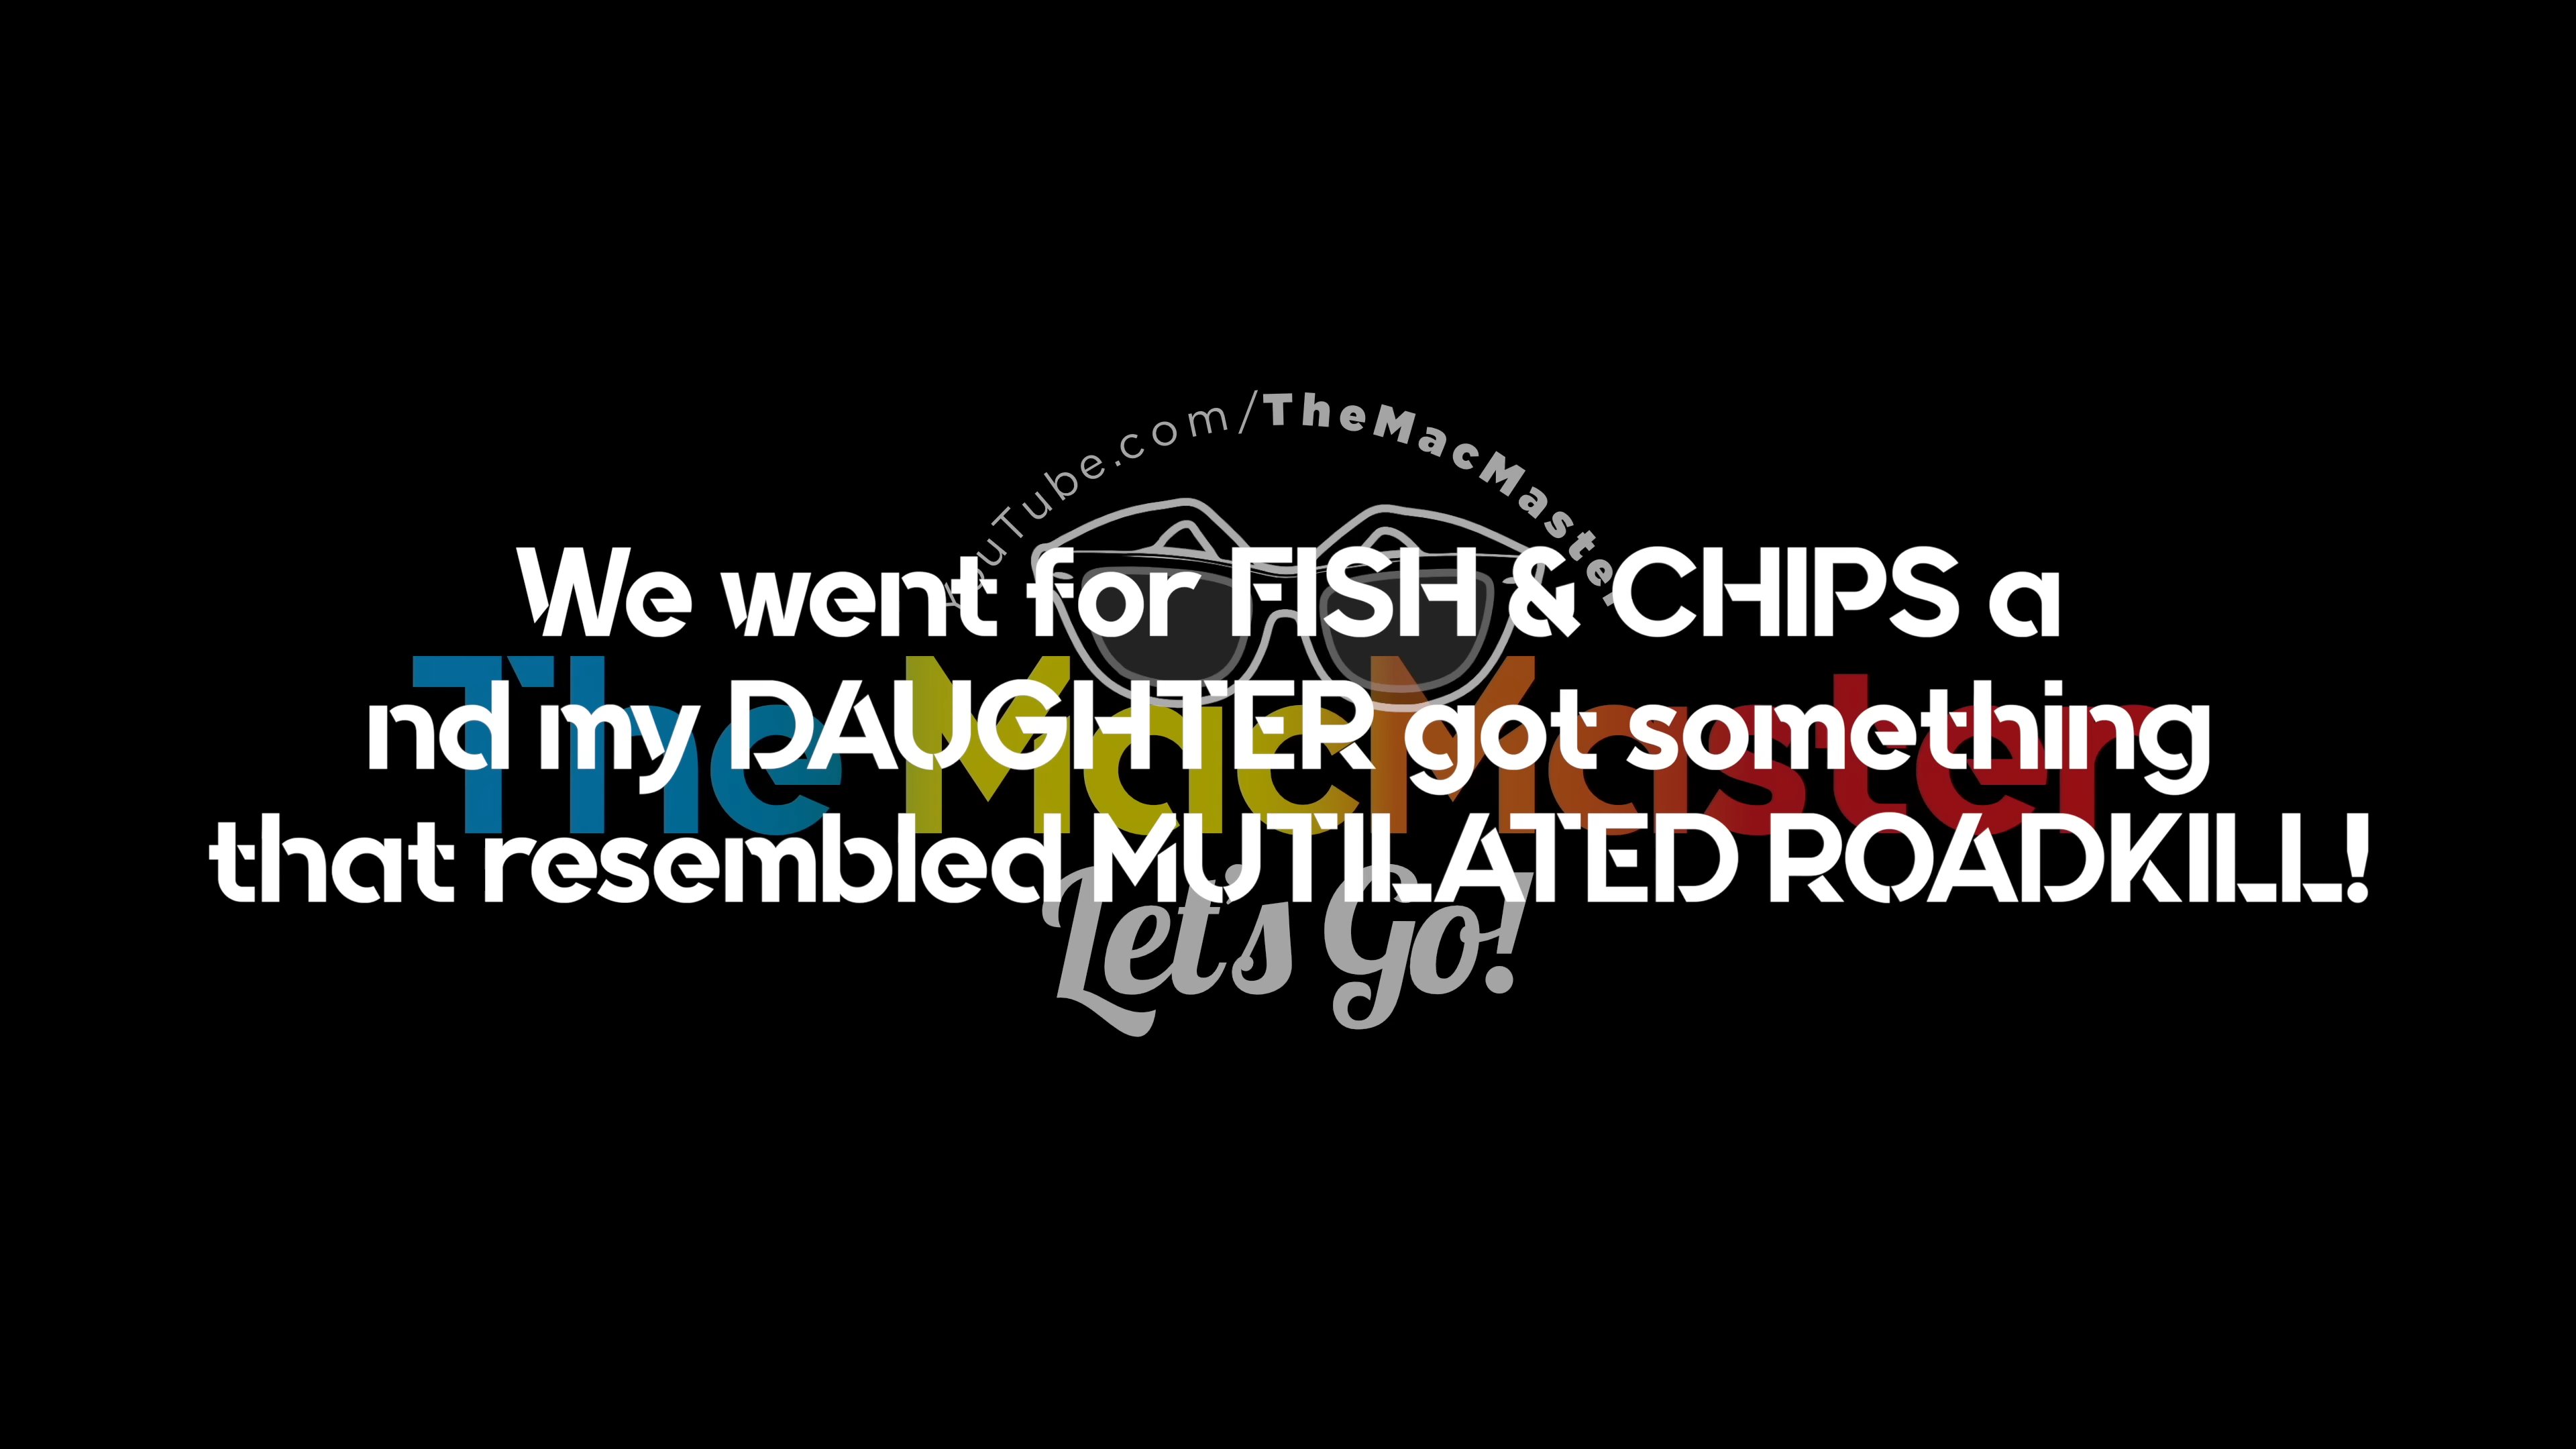 YouTube.com/TheMacMaster
We went for FISH & CHIPS a
The MacMaster
nd my DAUGHTER got something
that resembled MUTILATED ROADKILL!
Let's Go!